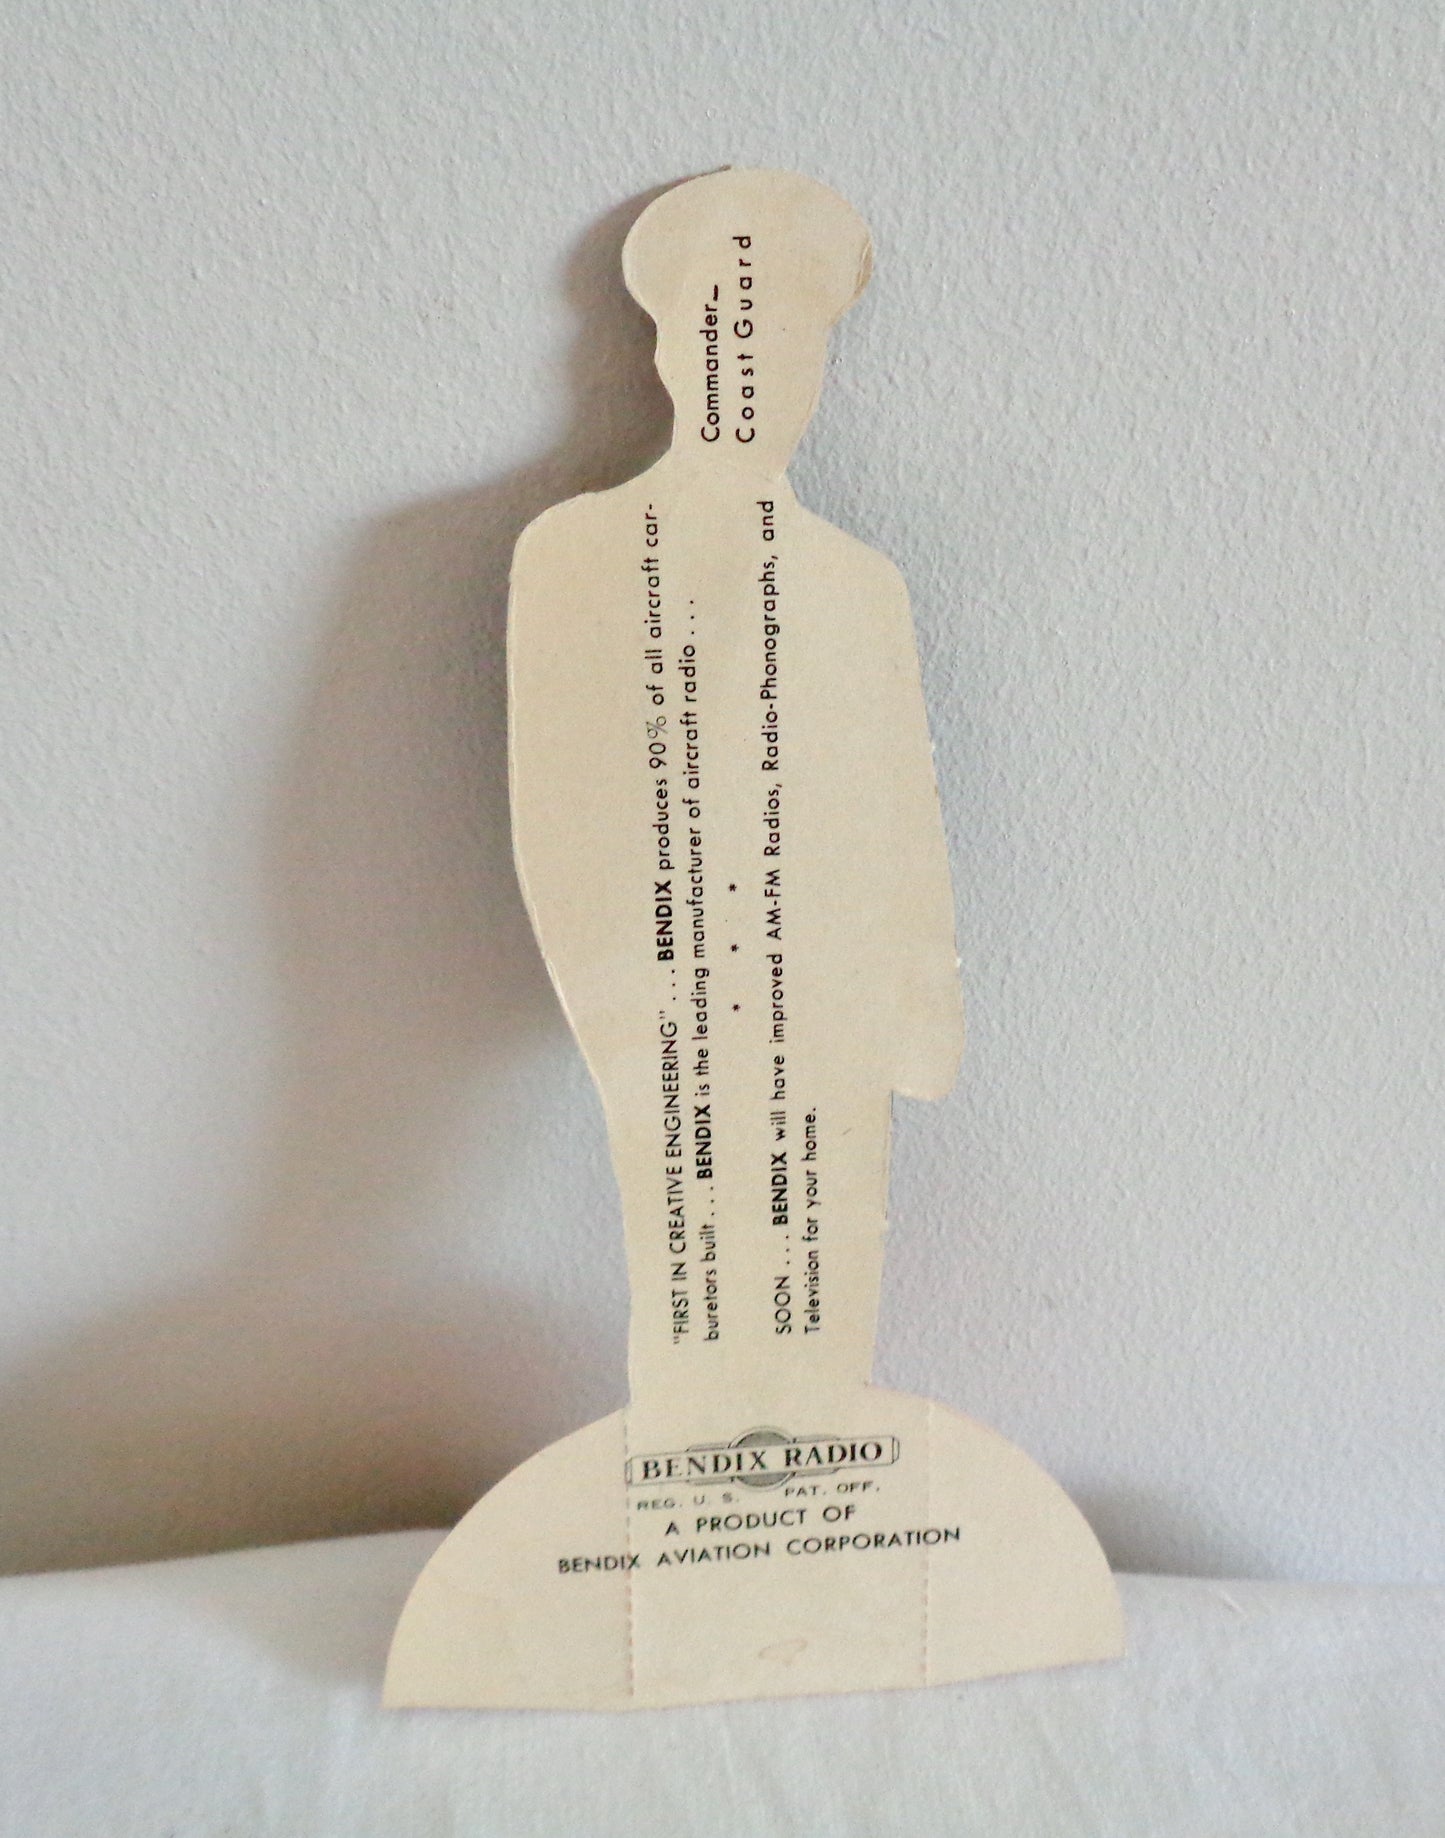 Commander—
Coast Guard
"FIRST IN CREATIVE ENGINEERING" . . . BENDIX produces 90% of all aircraft car-
buretors built . . . BENDIX is the leading manufacturer of aircraft radio . . .
* * *
SOON . . . BENDIX will have improved AM-FM Radios, Radio-Phonographs, and
Television for your home.
BENDIX RADIO
REG. U. S. PAT. OFF.
A PRODUCT OF
BENDIX AVIATION CORPORATION